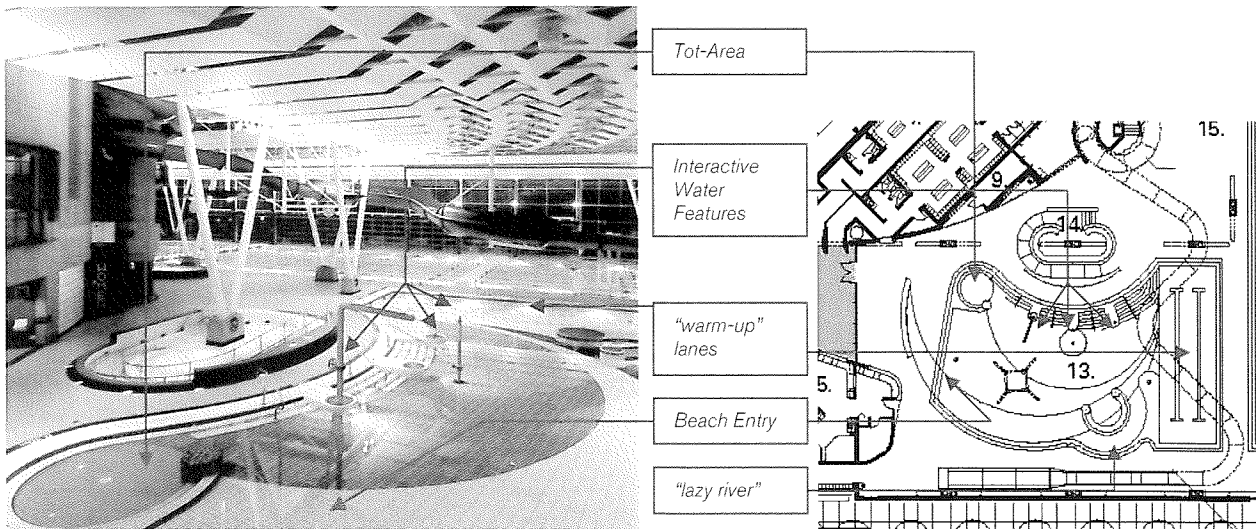 Tot-Area
Interactive
Water
Features
"warm-up"
lanes
Beach Entry
"lazy river"
15.
9
14.
13.
5.